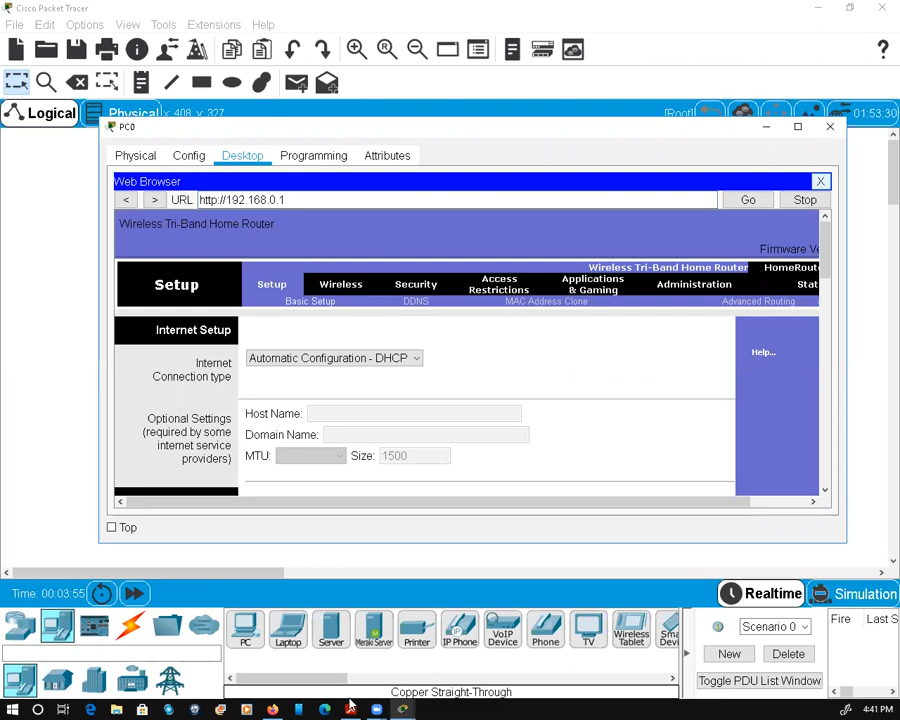 Cisco Packet Tracer
File Edit Options View Tools Extensions Help
Logical Physical x: 408, y: 327 [Root] 01:53:30
PC0
Physical Config Desktop Programming Attributes
Web Browser X
< > URL http://192.168.0.1 Go Stop
Wireless Tri-Band Home Router
Firmware Ve
Wireless Tri-Band Home Router HomeRoute
Setup Setup Wireless Security Access Restrictions Applications & Gaming Administration Stat
Basic Setup DDNS MAC Address Clone Advanced Routing
Internet Setup
Internet Connection type Automatic Configuration - DHCP
Help...
Optional Settings (required by some internet service providers)
Host Name:
Domain Name:
MTU: Size: 1500
Top
Time: 00:03:55 Realtime Simulation
PC Laptop Server Meraki Server Printer IP Phone VoIP Device Phone TV Wireless Tablet Sma Dev
Scenario 0 Fire Last S
New Delete
Toggle PDU List Window
Copper Straight-Through
4:41 PM